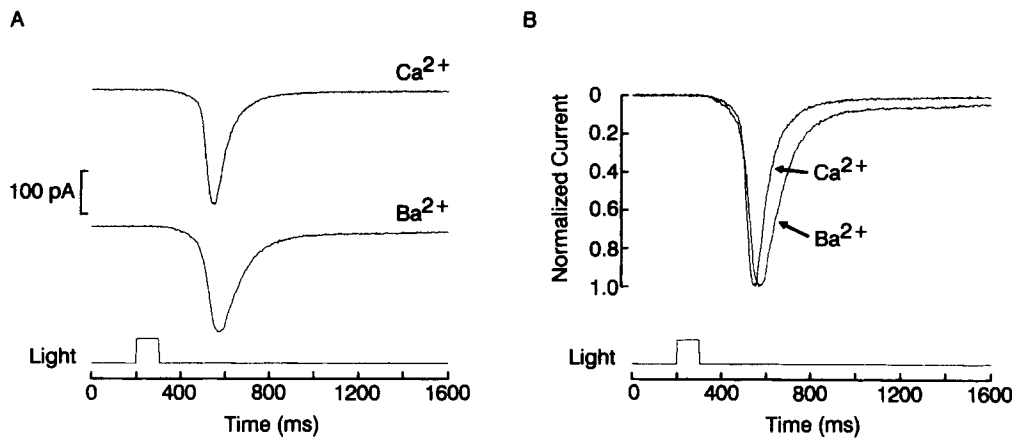 A
Ca2+
100 pA
Ba2+
Light
0 400 800 1200 1600
Time (ms)
B
Normalized Current
0
0.2
0.4
0.6
0.8
1.0
Ca2+
Ba2+
Light
0 400 800 1200 1600
Time (ms)